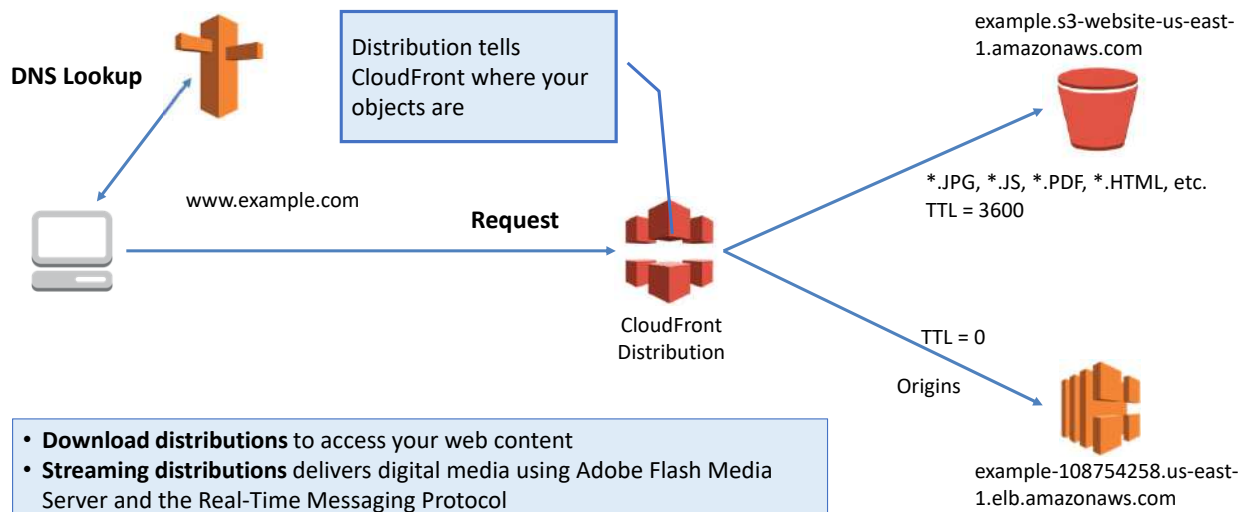 DNS Lookup
Distribution tells
CloudFront where your
objects are
example.s3-website-us-east-
1.amazonaws.com
*.JPG, *.JS, *.PDF, *.HTML, etc.
TTL = 3600
www.example.com
Request
CloudFront
Distribution
TTL = 0
Origins
example-108754258.us-east-
1.elb.amazonaws.com
• Download distributions to access your web content
• Streaming distributions delivers digital media using Adobe Flash Media
Server and the Real-Time Messaging Protocol